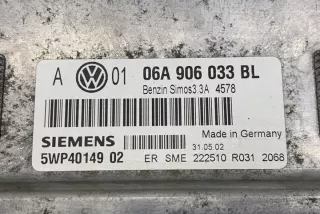 A 01 06A 906 033 BL
Benzin Simos3.3A 4578
Made in Germany
SIEMENS 31.05.02
5WP40149 02 ER SME 222510 R031 2068